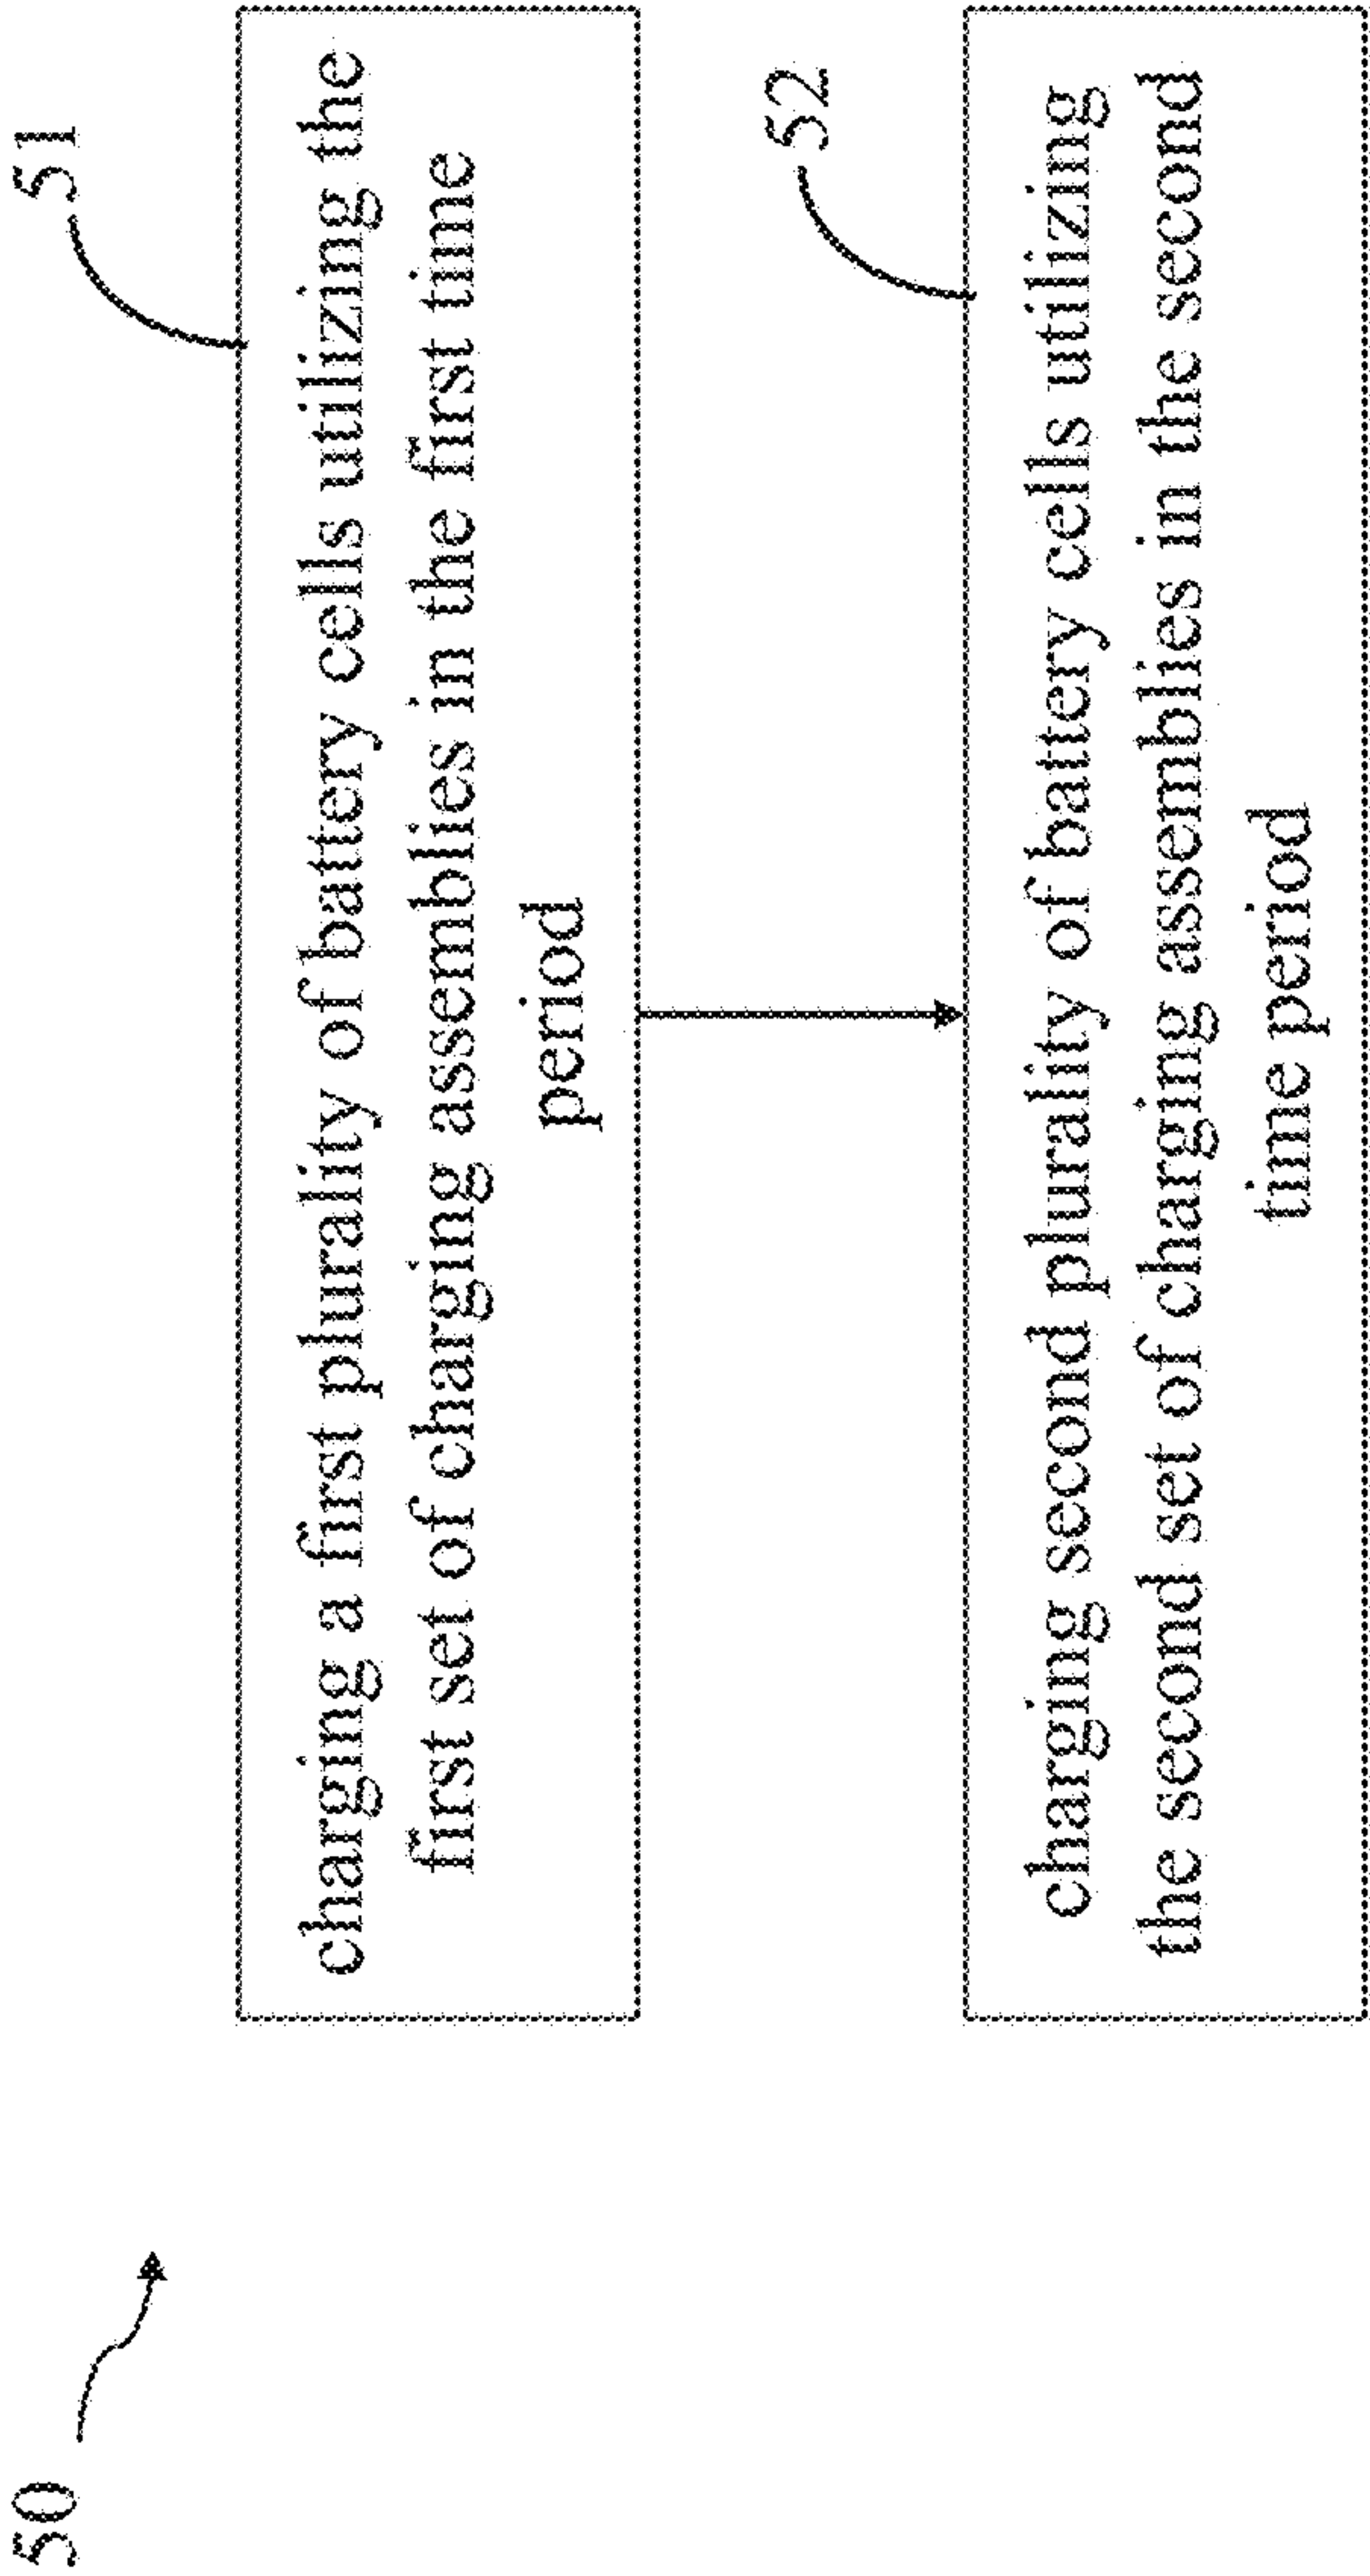 50
51
charging a first plurality of battery cells utilizing the
first set of charging assemblies in the first time
period
52
charging second plurality of battery cells utilizing
the second set of charging assemblies in the second
time period